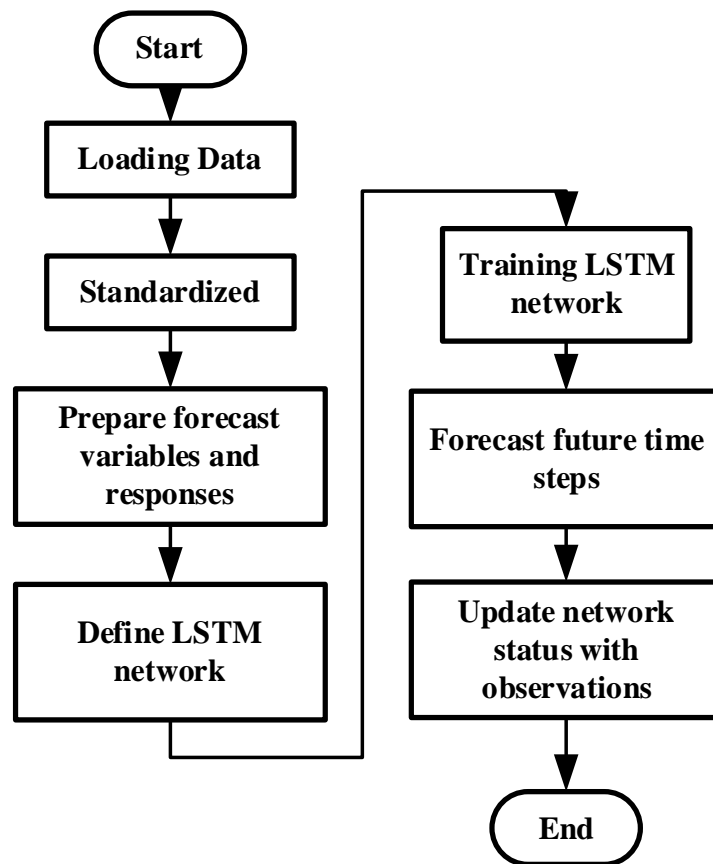 Start
Loading Data
Standardized
Prepare forecast
variables and
responses
Define LSTM
network
Training LSTM
network
Forecast future time
steps
Update network
status with
observations
End